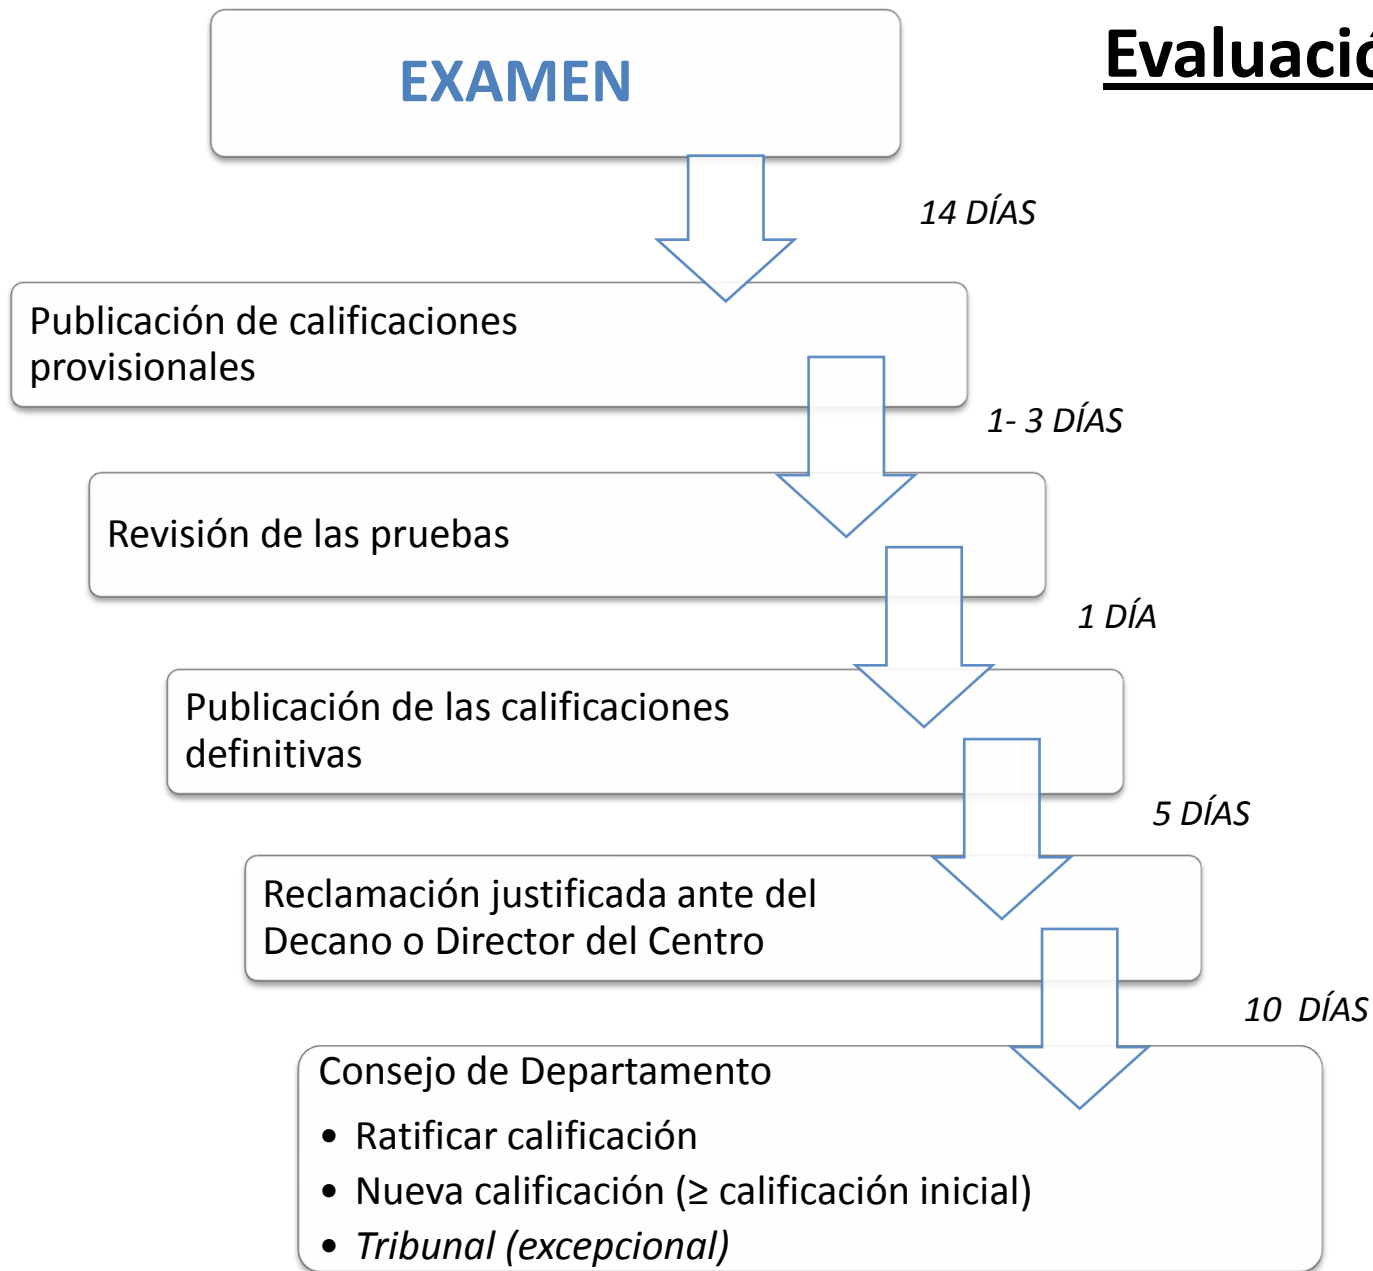 Evaluació
EXAMEN
14 DÍAS
Publicación de calificaciones
provisionales
1- 3 DÍAS
Revisión de las pruebas
1 DÍA
Publicación de las calificaciones
definitivas
5 DÍAS
Reclamación justificada ante del
Decano o Director del Centro
10 DÍAS
Consejo de Departamento
• Ratificar calificación
• Nueva calificación (≥ calificación inicial)
• Tribunal (excepcional)